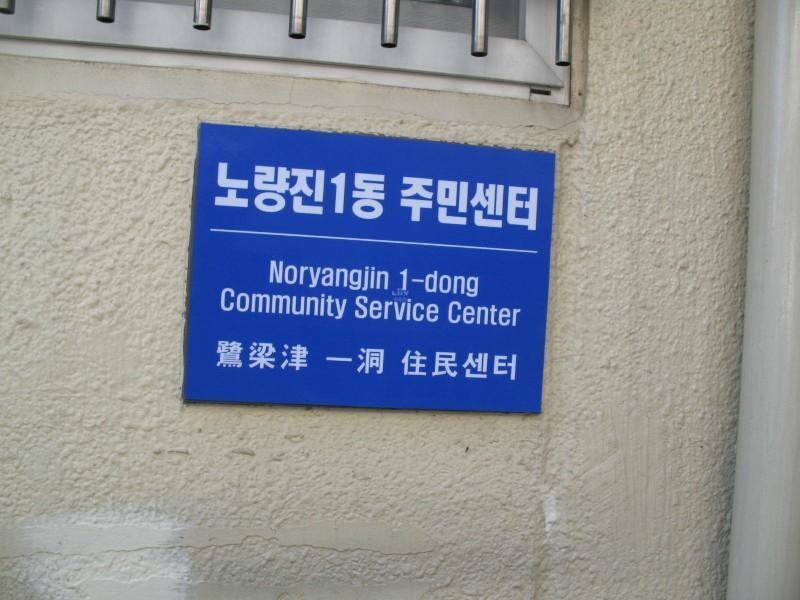 노량진1동 주민센터
Noryangjin 1-dong
Community Service Center
鷺梁津 一洞 住民센터